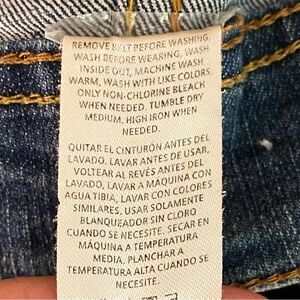 REMOVE BELT BEFORE WASHING,
WASH BEFORE WEARING, WASH
INSIDE OUT, MACHINE WASH
WARM, WASH WITH LIKE COLORS,
ONLY NON-CHLORINE BLEACH
WHEN NEEDED. TUMBLE DRY
MEDIUM, HIGH IRON WHEN
NEEDED.
QUITAR EL CINTURÓN ANTES DEL
LAVADO, LAVAR ANTES DE USAR,
VOLTEAR AL REVÉS ANTES DEL
LAVADO, LAVAR A MAQUINA CON
AGUA TIBIA, LAVAR CON COLORES
SIMILARES, USAR SOLAMENTE
BLANQUEADOR SIN CLORO
CUANDO SE NECESITE. SECAR EN
MÁQUINA A TEMPERATURA
MEDIA, PLANCHAR A
TEMPERATURA ALTA CUANDO SE
NECESITE.